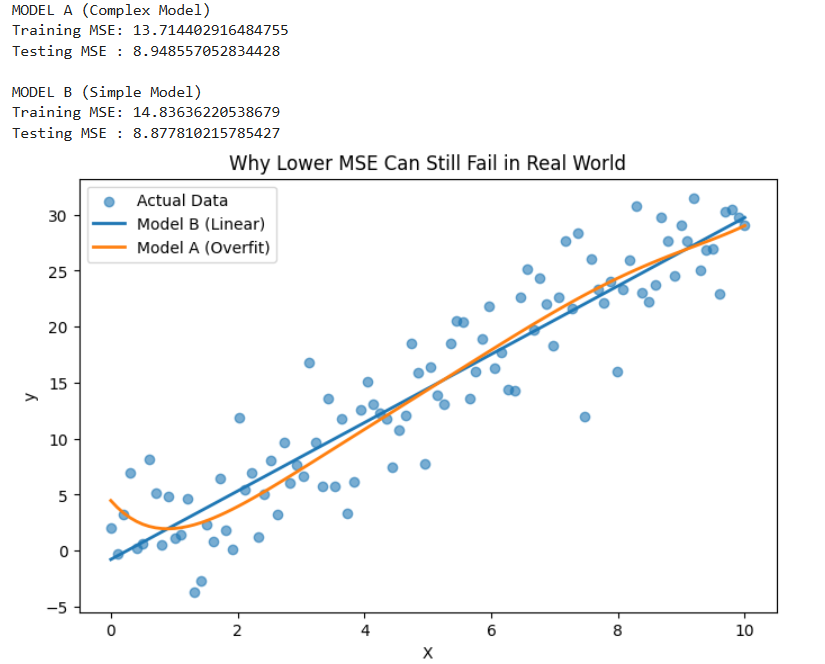 MODEL A (Complex Model)
Training MSE: 13.714402916484755
Testing MSE : 8.948557052834428
MODEL B (Simple Model)
Training MSE: 14.83636220538679
Testing MSE : 8.877810215785427
Why Lower MSE Can Still Fail in Real World
Actual Data
Model B (Linear)
Model A (Overfit)
30
25
20
15
10
5
0
−5
y
0 2 4 6 8 10
X